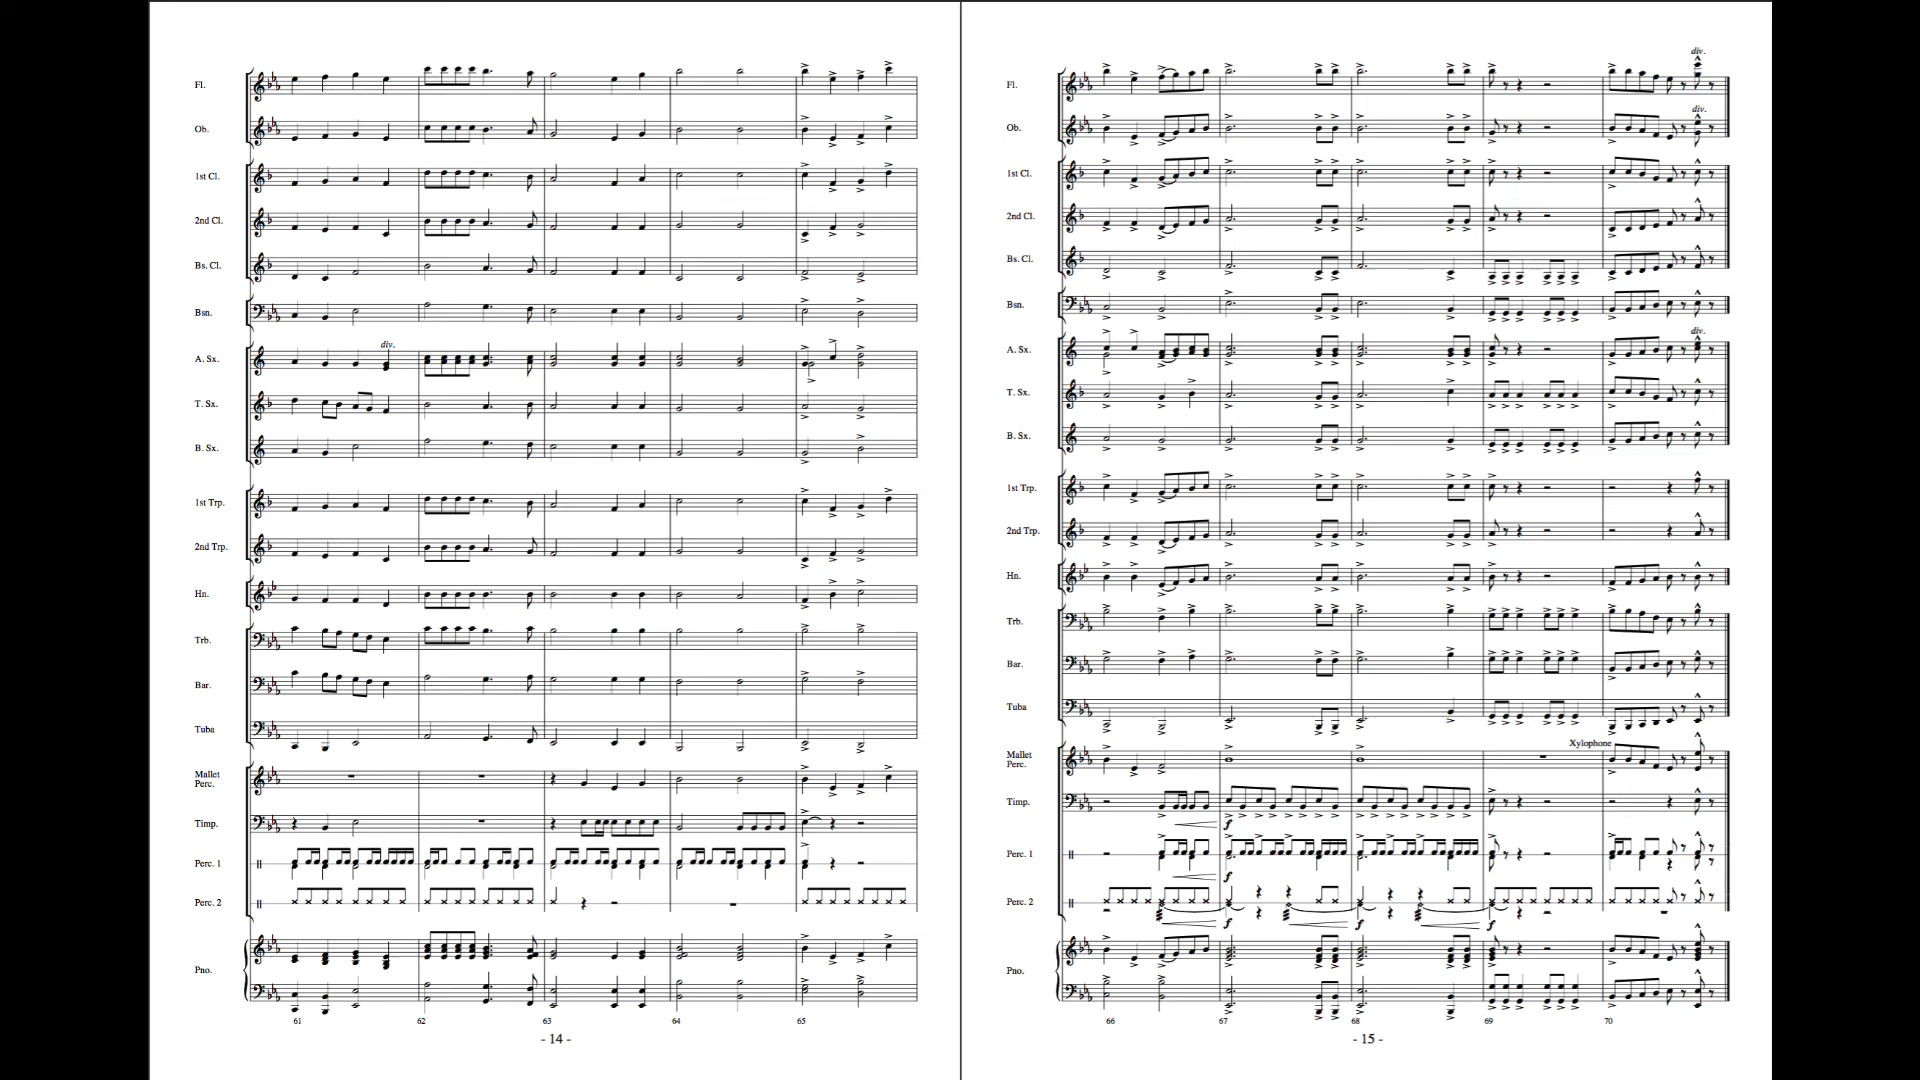 Fl.
div.
Ob.
1st Cl.
2nd Cl.
Bs. Cl.
Bsn.
div.
A. Sx.
T. Sx.
B. Sx.
1st Trp.
2nd Trp.
Hn.
Trb.
Bar.
Tuba
Mallet
Perc.
Timp.
Perc. 1
Perc. 2
Pno.
61 62 63 64 65
- 14 -
div.
Fl.
div.
Ob.
1st Cl.
2nd Cl.
Bs. Cl.
Bsn.
div.
A. Sx.
T. Sx.
B. Sx.
1st Trp.
2nd Trp.
Hn.
Trb.
Bar.
Tuba
Xylophone
Mallet
Perc.
Timp.
f
Perc. 1
f
Perc. 2
f f f
Pno.
66 67 68 69 70
- 15 -